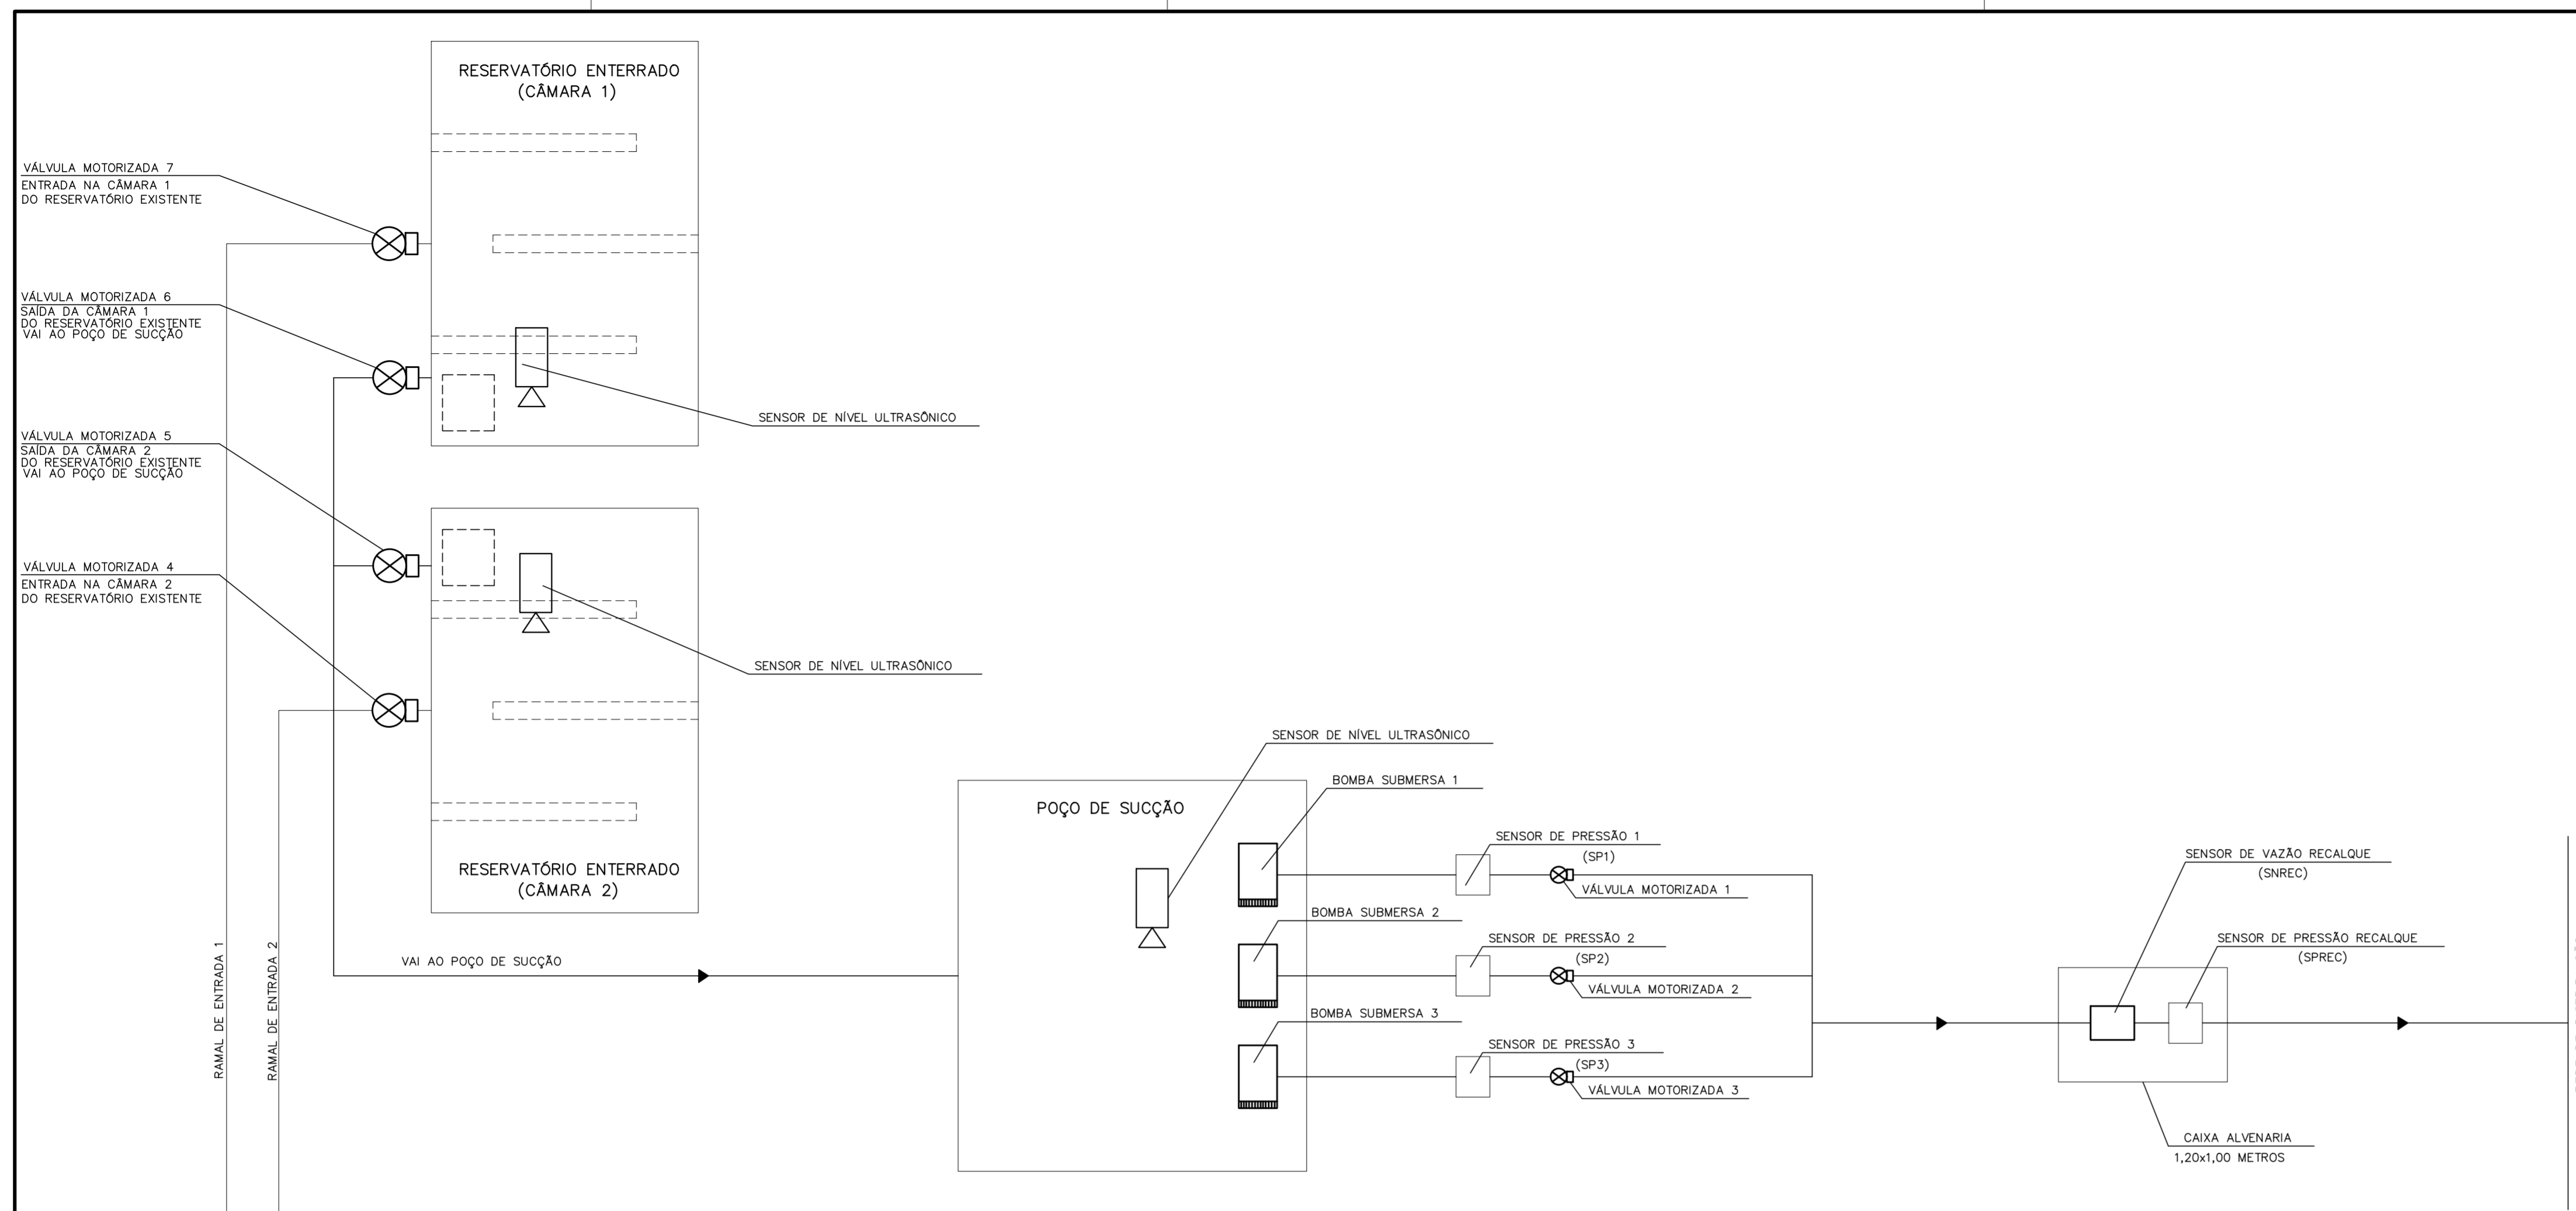 RESERVATÓRIO ENTERRADO
(CÂMARA 1)
VÁLVULA MOTORIZADA 7
ENTRADA NA CÂMARA 1
DO RESERVATÓRIO EXISTENTE
VÁLVULA MOTORIZADA 6
SAÍDA DA CÂMARA 1
DO RESERVATÓRIO EXISTENTE
VAI AO POÇO DE SUCÇÃO
SENSOR DE NÍVEL ULTRASÔNICO
VÁLVULA MOTORIZADA 5
SAÍDA DA CÂMARA 2
DO RESERVATÓRIO EXISTENTE
VAI AO POÇO DE SUCÇÃO
VÁLVULA MOTORIZADA 4
ENTRADA NA CÂMARA 2
DO RESERVATÓRIO EXISTENTE
SENSOR DE NÍVEL ULTRASÔNICO
RESERVATÓRIO ENTERRADO
(CÂMARA 2)
RAMAL DE ENTRADA 1
RAMAL DE ENTRADA 2
VAI AO POÇO DE SUCÇÃO
SENSOR DE NÍVEL ULTRASÔNICO
BOMBA SUBMERSA 1
POÇO DE SUCÇÃO
SENSOR DE PRESSÃO 1
(SP1)
VÁLVULA MOTORIZADA 1
BOMBA SUBMERSA 2
SENSOR DE PRESSÃO 2
(SP2)
VÁLVULA MOTORIZADA 2
BOMBA SUBMERSA 3
SENSOR DE PRESSÃO 3
(SP3)
VÁLVULA MOTORIZADA 3
SENSOR DE VAZÃO RECALQUE
(SNREC)
SENSOR DE PRESSÃO RECALQUE
(SPREC)
CAIXA ALVENARIA
1,20x1,00 METROS